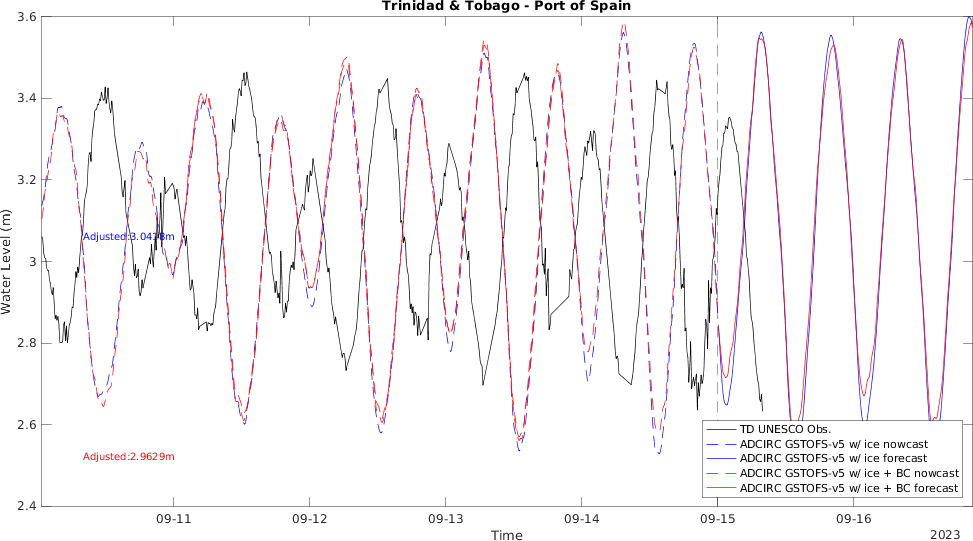 Trinidad & Tobago - Port of Spain
3.6
3.4
3.2
3
2.8
2.6
2.4
Water Level (m)
Adjusted:3.0418m
Adjusted:2.9629m
TD UNESCO Obs.
ADCIRC GSTOFS-v5 w/ ice nowcast
ADCIRC GSTOFS-v5 w/ ice forecast
ADCIRC GSTOFS-v5 w/ ice + BC nowcast
ADCIRC GSTOFS-v5 w/ ice + BC forecast
09-11
09-12
09-13
09-14
09-15
09-16
Time
2023